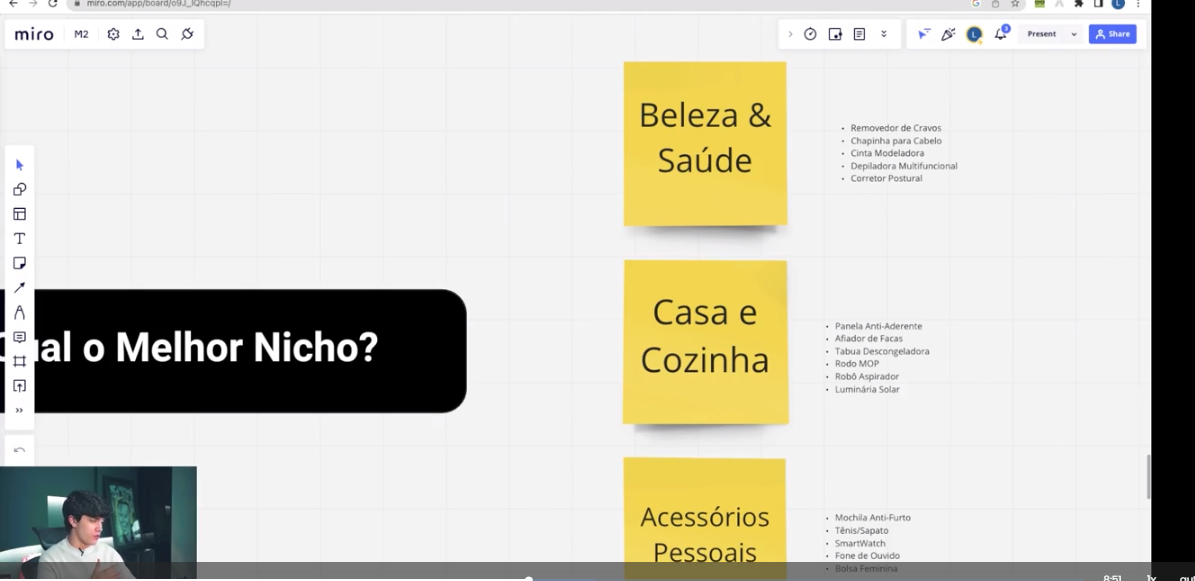 miro.com/app/board/o9J_lQhcqpI=/
miro
M2
Present
Share
Beleza &
Saúde
• Removedor de Cravos
• Chapinha para Cabelo
• Cinta Modeladora
• Depiladora Multifuncional
• Corretor Postural
Qual o Melhor Nicho?
Casa e
Cozinha
• Panela Anti-Aderente
• Afiador de Facas
• Tabua Descongeladora
• Rodo MOP
• Robô Aspirador
• Luminária Solar
Acessórios
Pessoais
• Mochila Anti-Furto
• Tênis/Sapato
• SmartWatch
• Fone de Ouvido
• Bolsa Feminina
8:51
1x